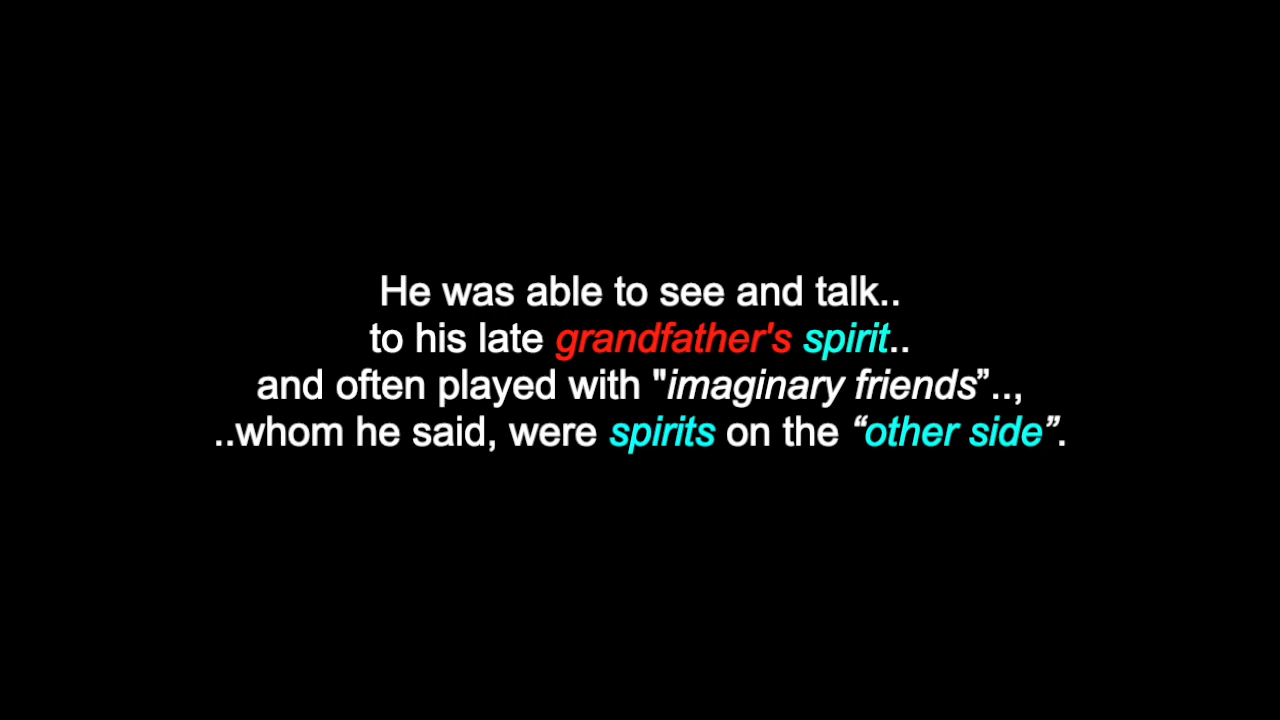 He was able to see and talk..
to his late grandfather's spirit..
and often played with "imaginary friends”..,
..whom he said, were spirits on the “other side”.